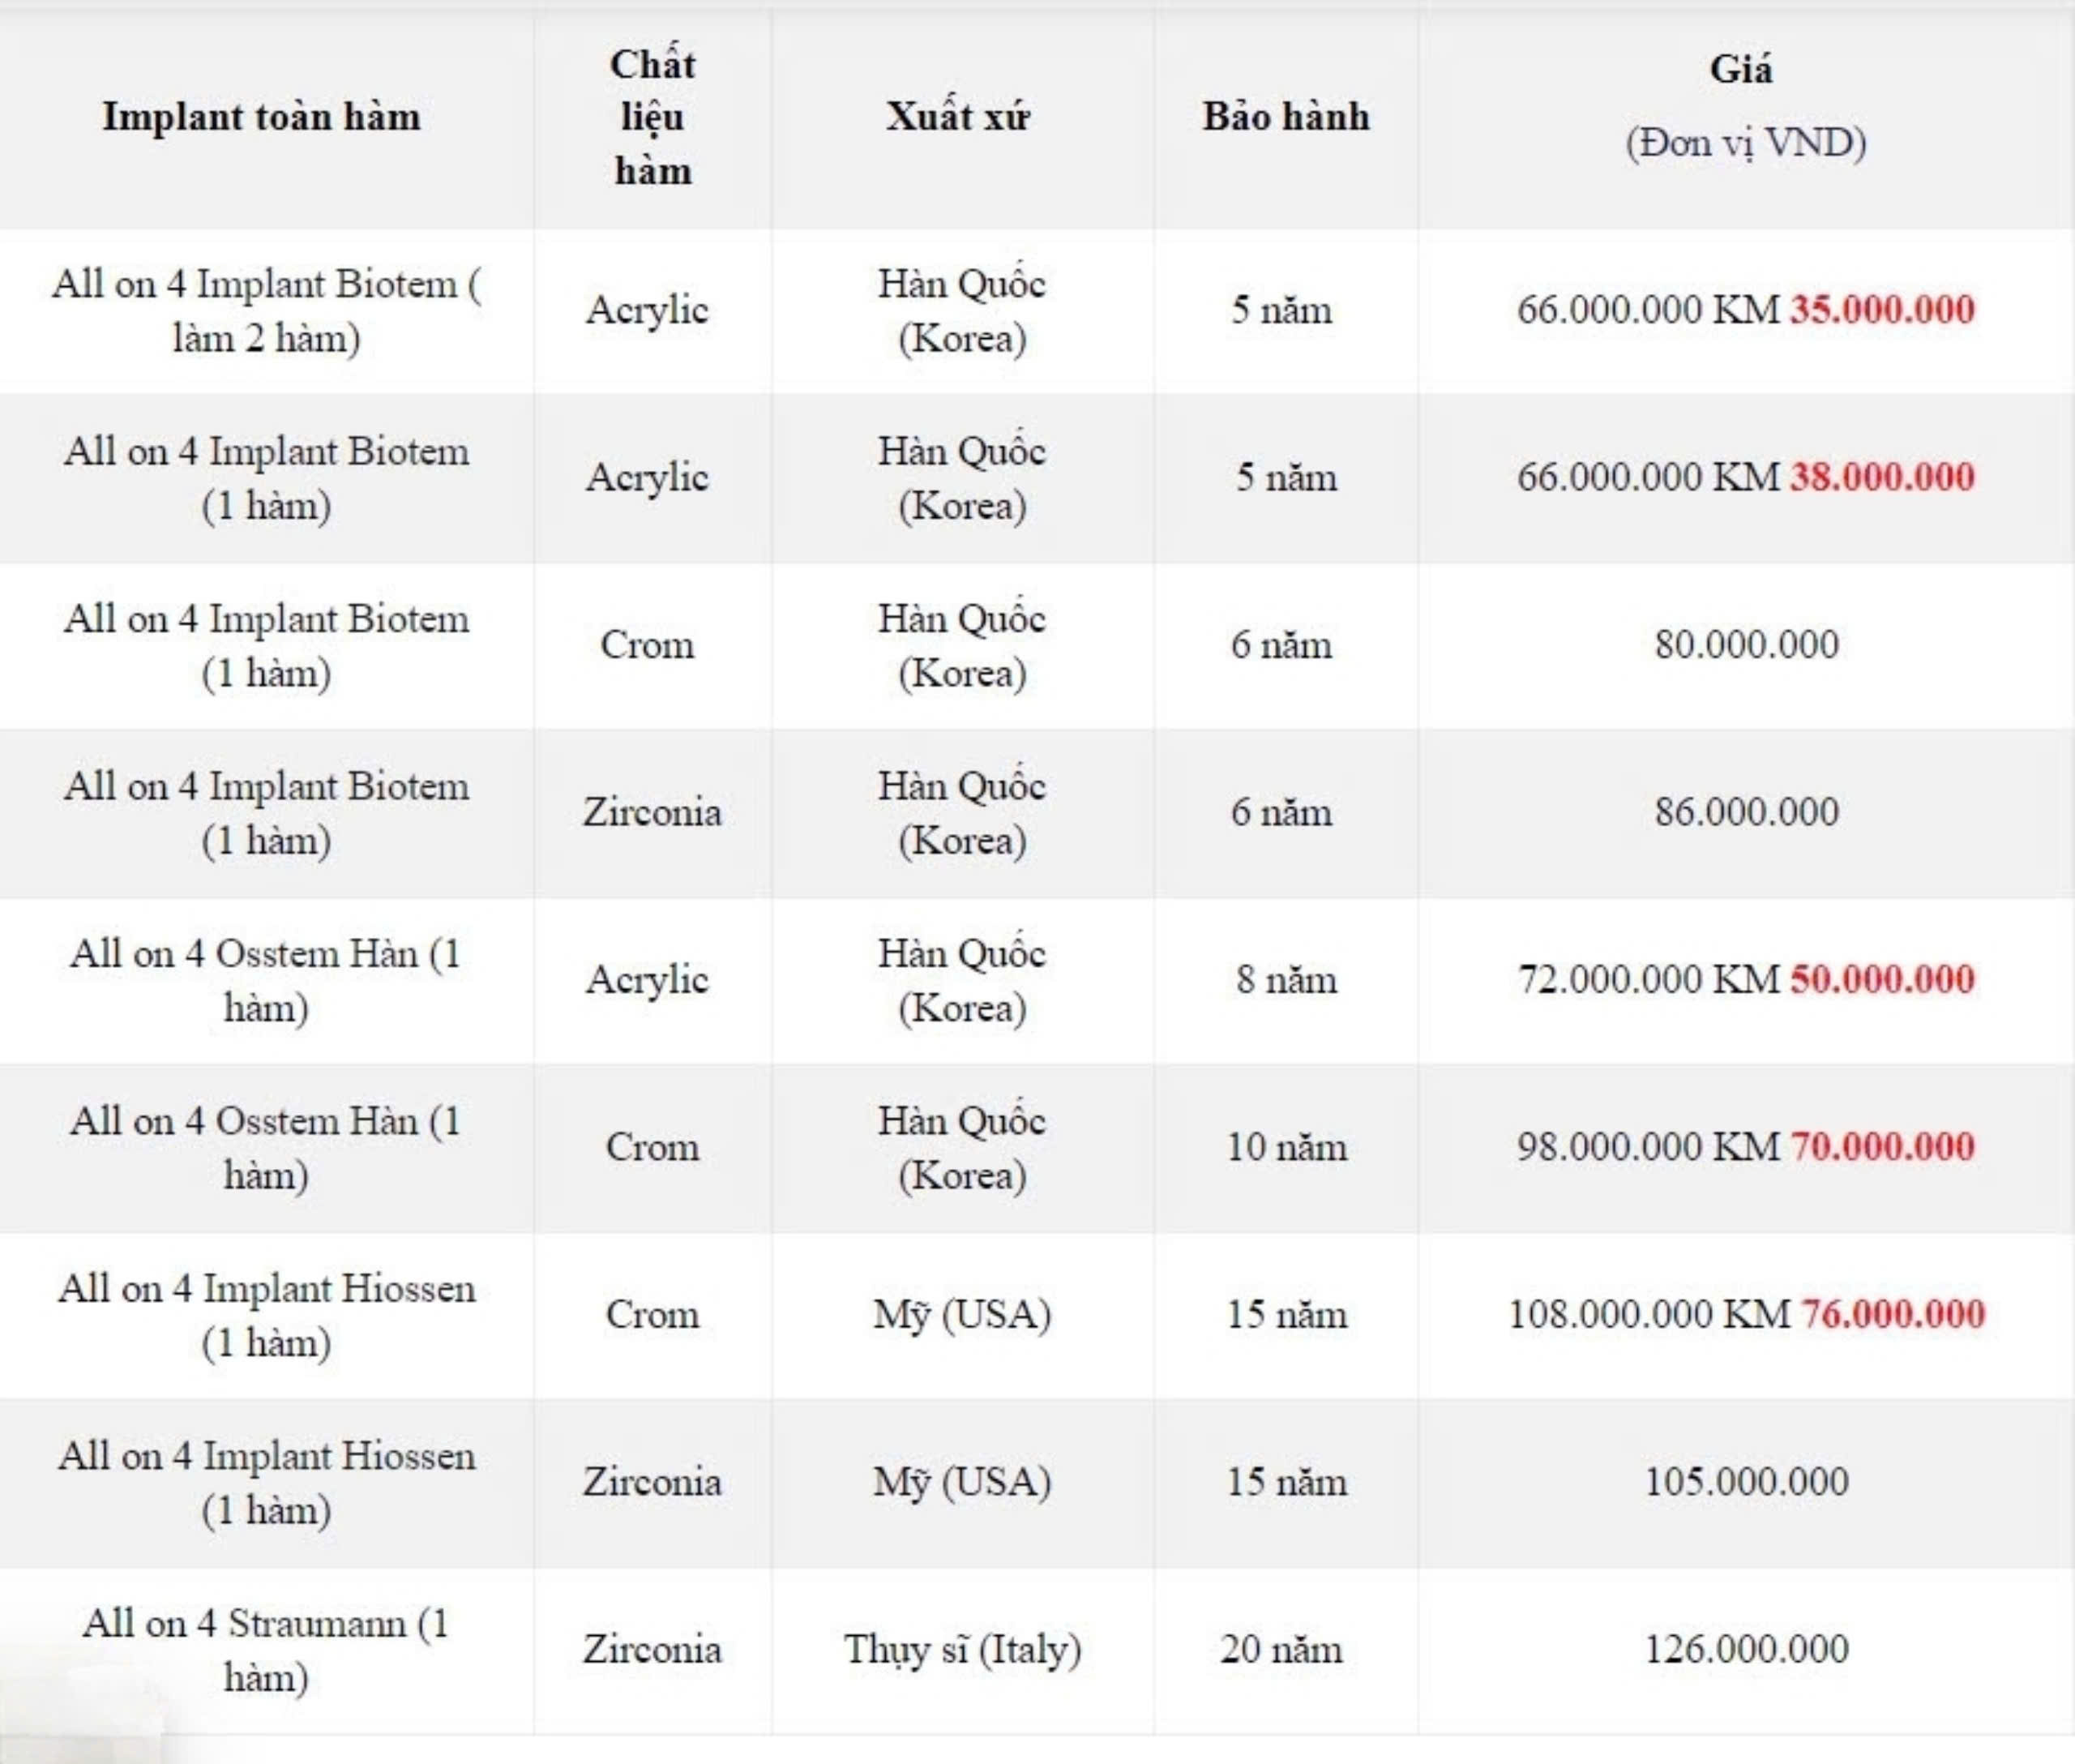 Implant toàn hàm
Chất
liệu
hàm
Xuất xứ
Bảo hành
Giá
(Đơn vị VND)
All on 4 Implant Biotem (
làm 2 hàm)
Acrylic
Hàn Quốc
(Korea)
5 năm
66.000.000 KM 35.000.000
All on 4 Implant Biotem
(1 hàm)
Acrylic
Hàn Quốc
(Korea)
5 năm
66.000.000 KM 38.000.000
All on 4 Implant Biotem
(1 hàm)
Crom
Hàn Quốc
(Korea)
6 năm
80.000.000
All on 4 Implant Biotem
(1 hàm)
Zirconia
Hàn Quốc
(Korea)
6 năm
86.000.000
All on 4 Osstem Hàn (1
hàm)
Acrylic
Hàn Quốc
(Korea)
8 năm
72.000.000 KM 50.000.000
All on 4 Osstem Hàn (1
hàm)
Crom
Hàn Quốc
(Korea)
10 năm
98.000.000 KM 70.000.000
All on 4 Implant Hiossen
(1 hàm)
Crom
Mỹ (USA)
15 năm
108.000.000 KM 76.000.000
All on 4 Implant Hiossen
(1 hàm)
Zirconia
Mỹ (USA)
15 năm
105.000.000
All on 4 Straumann (1
hàm)
Zirconia
Thụy sĩ (Italy)
20 năm
126.000.000